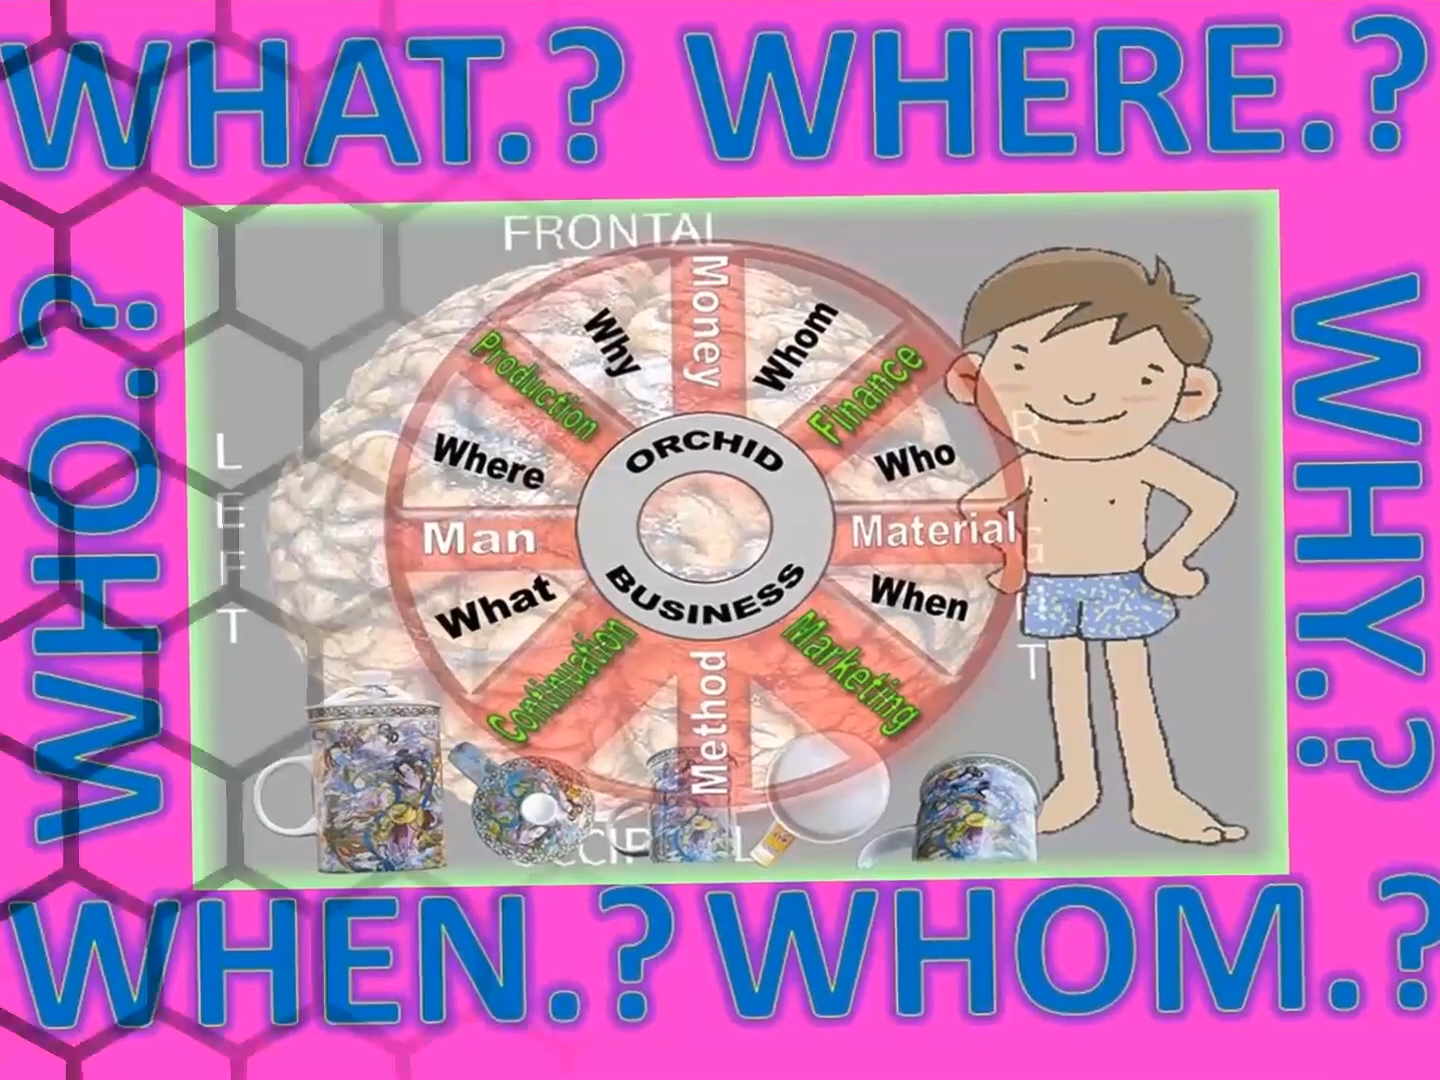 WHAT.? WHERE.?
WHO..?
WHY.?
FRONTAL
Money
Why
Whom
Production
Finance
Where
Who
ORCHID
BUSINESS
Man
Material
What
When
Continuation
Marketing
Method
LEFT
WHEN.? WHOM.?